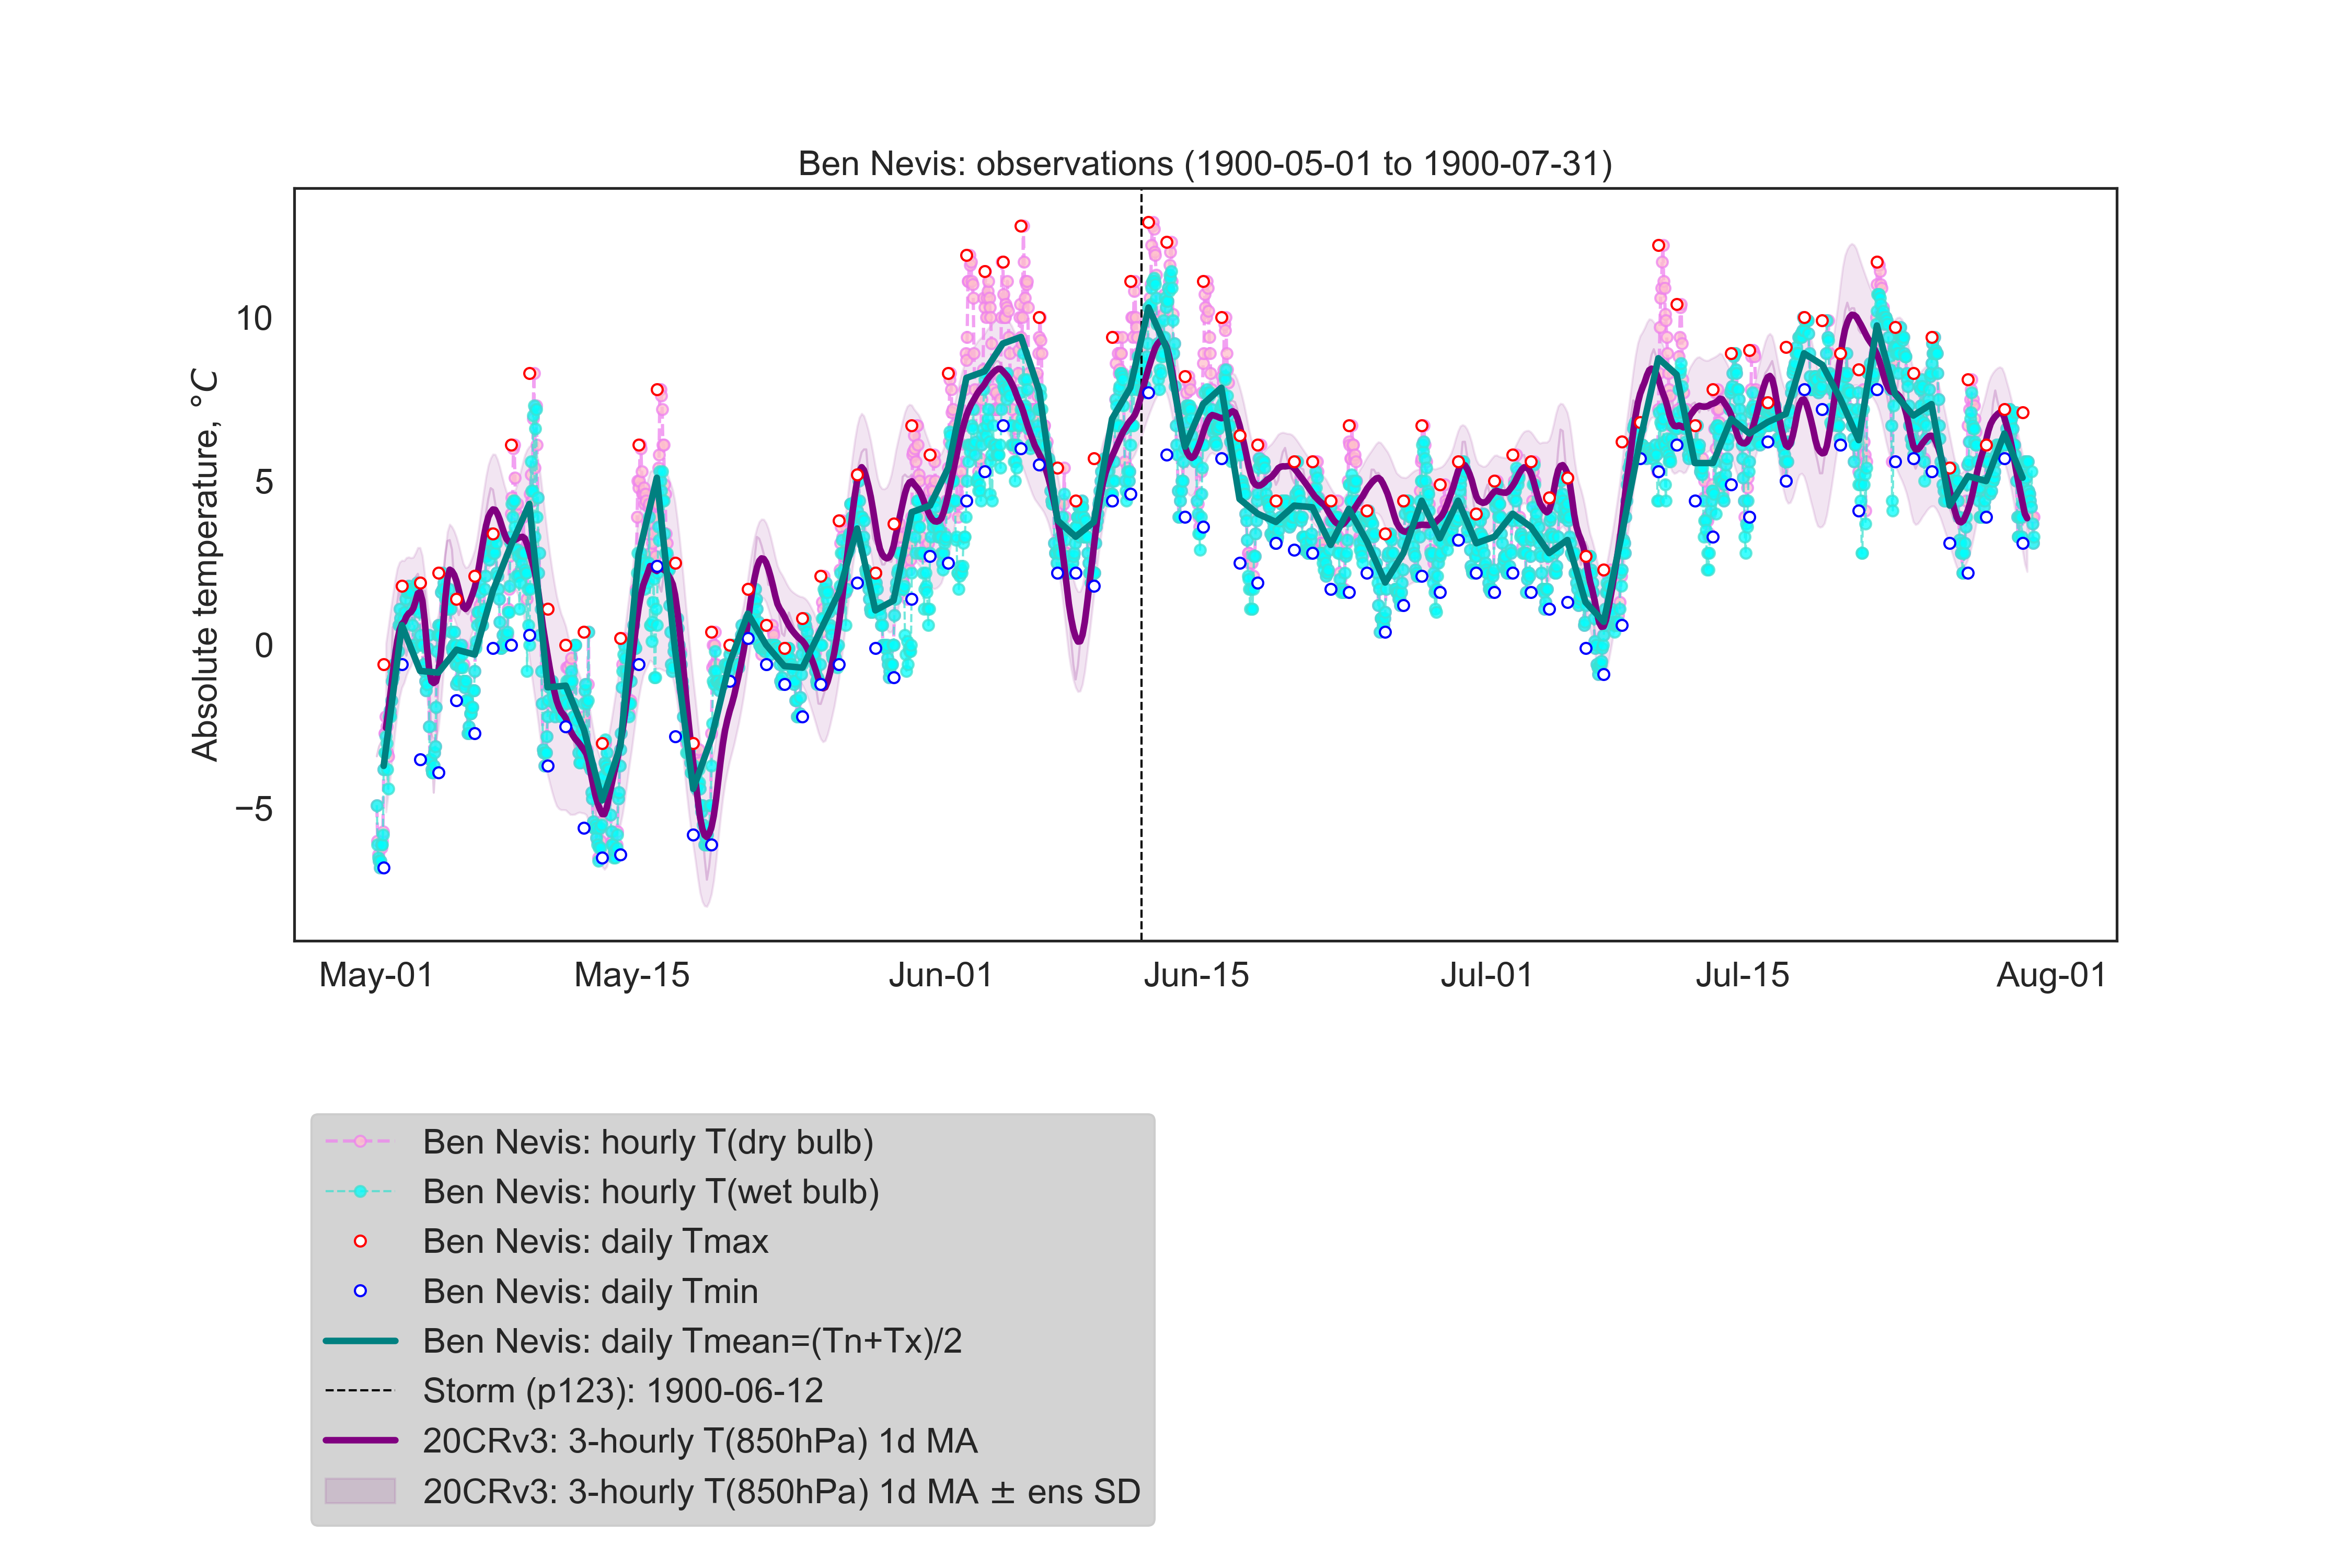 Ben Nevis: observations (1900-05-01 to 1900-07-31)
Absolute temperature, °C
10
5
0
−5
May-01
May-15
Jun-01
Jun-15
Jul-01
Jul-15
Aug-01
Ben Nevis: hourly T(dry bulb)
Ben Nevis: hourly T(wet bulb)
Ben Nevis: daily Tmax
Ben Nevis: daily Tmin
Ben Nevis: daily Tmean=(Tn+Tx)/2
Storm (p123): 1900-06-12
20CRv3: 3-hourly T(850hPa) 1d MA
20CRv3: 3-hourly T(850hPa) 1d MA ± ens SD